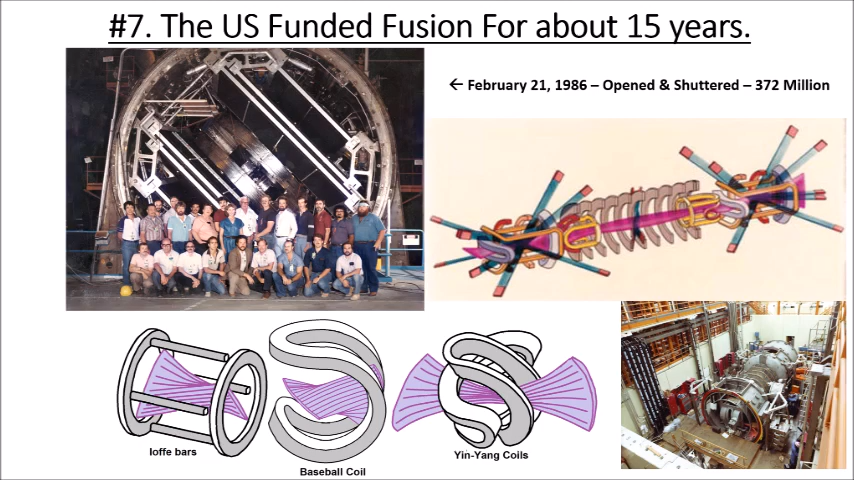 #7. The US Funded Fusion For about 15 years.
← February 21, 1986 – Opened & Shuttered – 372 Million
Ioffe bars
Baseball Coil
Yin-Yang Coils